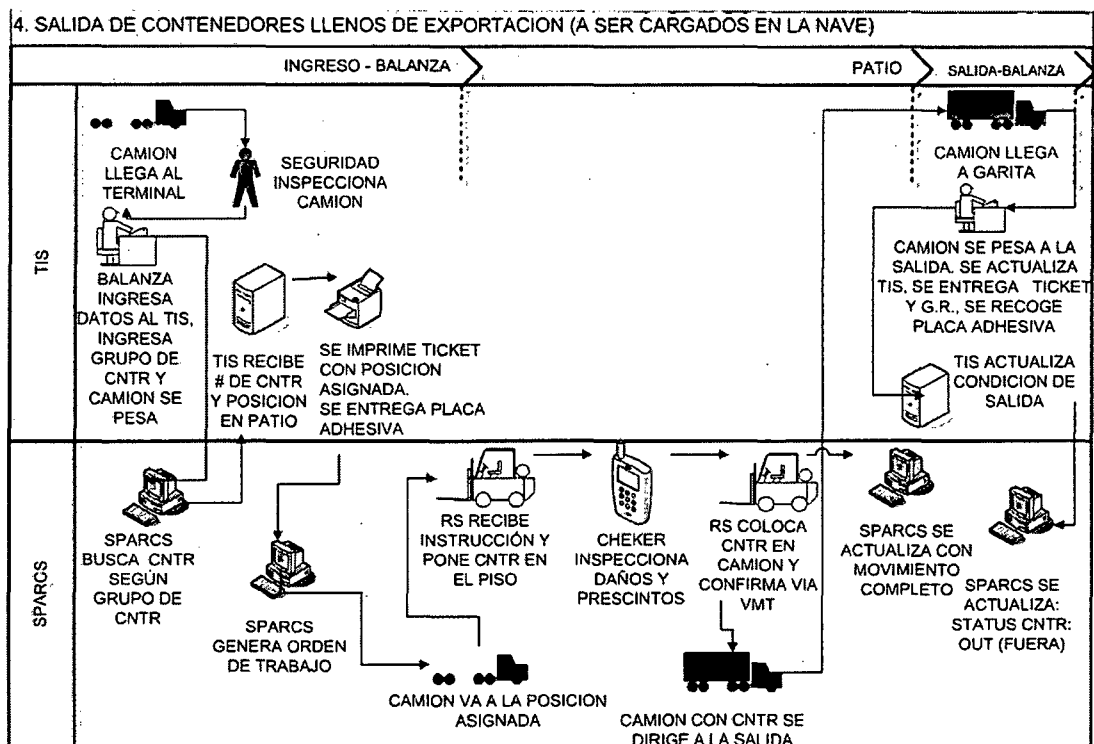 4. SALIDA DE CONTENEDORES LLENOS DE EXPORTACION (A SER CARGADOS EN LA NAVE)
INGRESO - BALANZA
PATIO
SALIDA-BALANZA
TIS
CAMION
LLEGA AL
TERMINAL
SEGURIDAD
INSPECCIONA
CAMION
BALANZA
INGRESA
DATOS AL TIS,
INGRESA
GRUPO DE
CNTR Y
CAMION SE
PESA
TIS RECIBE
# DE CNTR
Y POSICION
EN PATIO
SE IMPRIME TICKET
CON POSICION
ASIGNADA.
SE ENTREGA PLACA
ADHESIVA
CAMION LLEGA
A GARITA
CAMION SE PESA A LA
SALIDA. SE ACTUALIZA
TIS, SE ENTREGA TICKET
Y G.R., SE RECOGE
PLACA ADHESIVA
TIS ACTUALIZA
CONDICION DE
SALIDA
SPARCS
SPARCS
BUSCA CNTR
SEGÚN
GRUPO DE
CNTR
SPARCS
GENERA ORDEN
DE TRABAJO
CAMION VA A LA POSICION
ASIGNADA
RS RECIBE
INSTRUCCIÓN Y
PONE CNTR EN
EL PISO
CHEKER
INSPECCIONA
DAÑOS Y
PRESCINTOS
RS COLOCA
CNTR EN
CAMION Y
CONFIRMA VIA
VMT
CAMION CON CNTR SE
DIRIGE A LA SALIDA
SPARCS SE
ACTUALIZA CON
MOVIMIENTO
COMPLETO
SPARCS SE
ACTUALIZA:
STATUS CNTR:
OUT (FUERA)